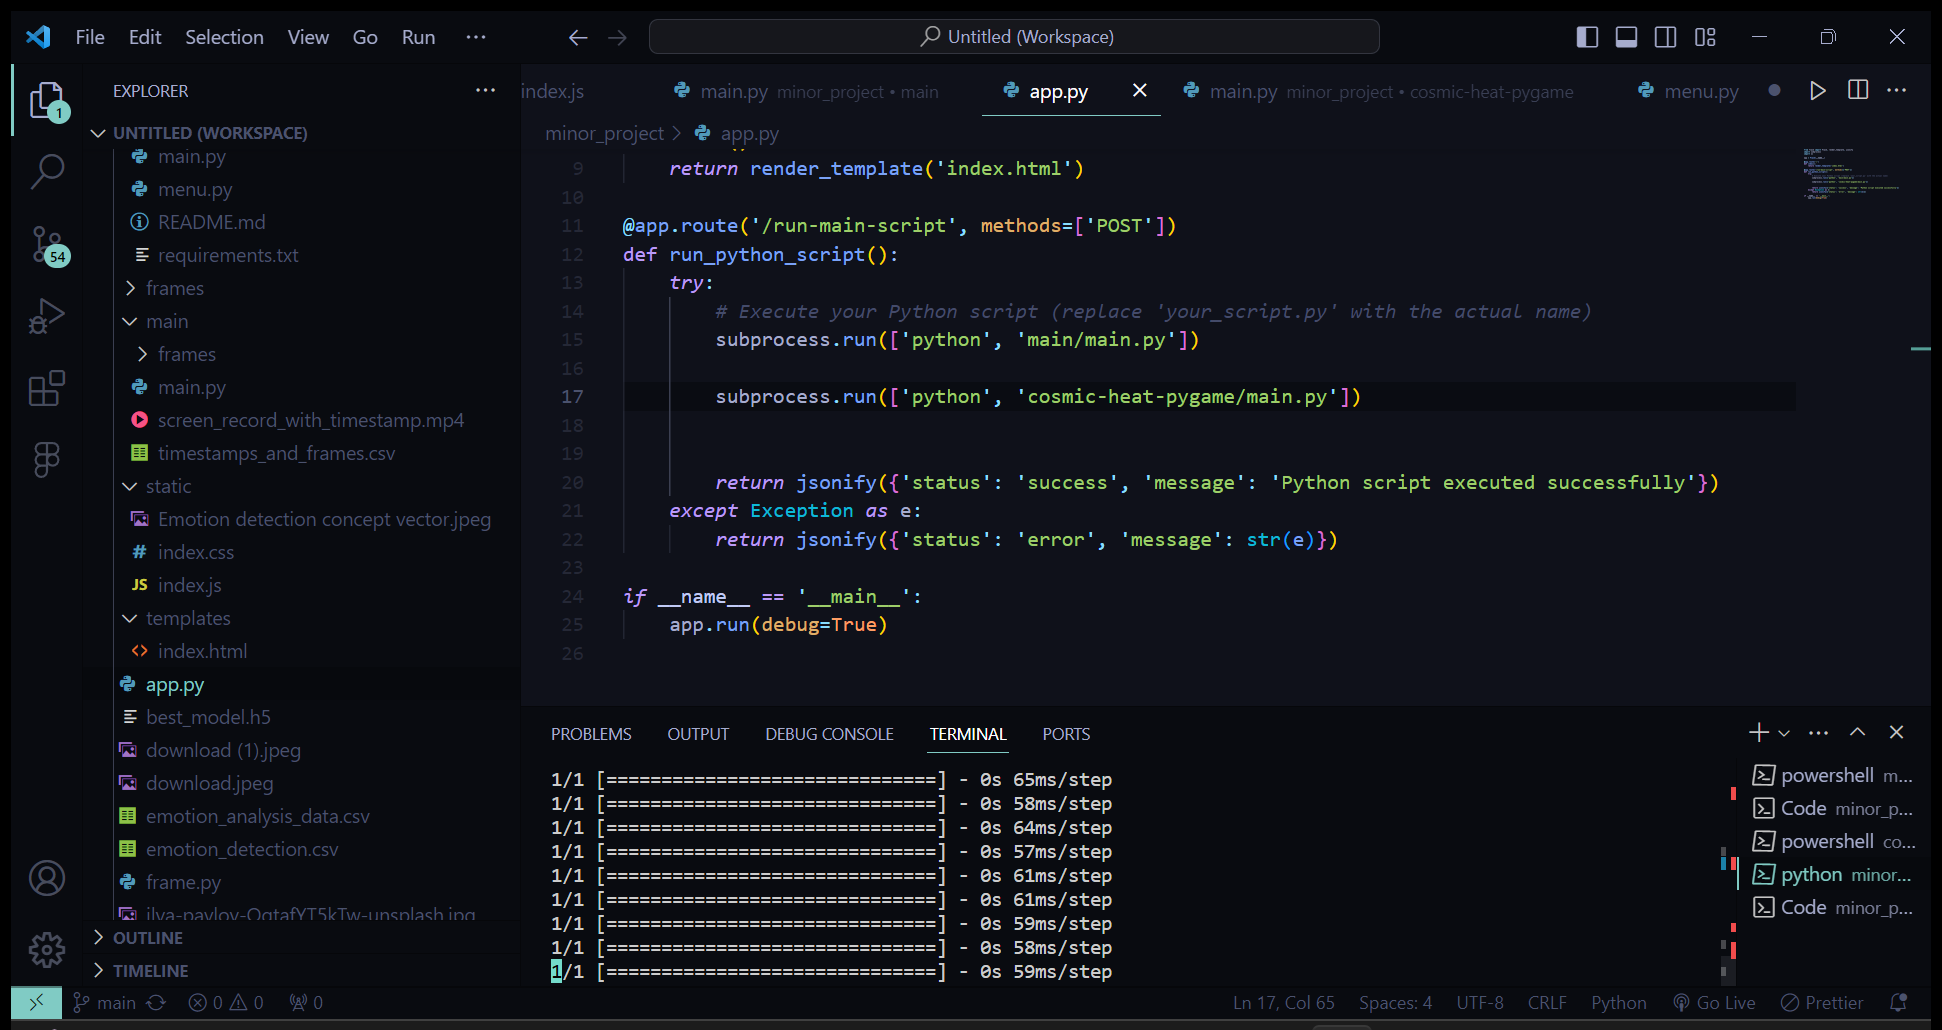 File Edit Selection View Go Run ··· Untitled (Workspace)
EXPLORER ···
1
UNTITLED (WORKSPACE)
main.py
menu.py
README.md
54
requirements.txt
frames
main
frames
main.py
screen_record_with_timestamp.mp4
timestamps_and_frames.csv
static
Emotion detection concept vector.jpeg
# index.css
JS index.js
templates
<> index.html
app.py
best_model.h5
download (1).jpeg
download.jpeg
emotion_analysis_data.csv
emotion_detection.csv
frame.py
ilya-pavlov-OqtafYT5kTw-unsplash.jpg
OUTLINE
TIMELINE
index.js main.py minor_project • main app.py main.py minor_project • cosmic-heat-pygame menu.py
minor_project > app.py
9 return render_template('index.html')
10
11 @app.route('/run-main-script', methods=['POST'])
12 def run_python_script():
13 try:
14 # Execute your Python script (replace 'your_script.py' with the actual name)
15 subprocess.run(['python', 'main/main.py'])
16
17 subprocess.run(['python', 'cosmic-heat-pygame/main.py'])
18
19
20 return jsonify({'status': 'success', 'message': 'Python script executed successfully'})
21 except Exception as e:
22 return jsonify({'status': 'error', 'message': str(e)})
23
24 if __name__ == '__main__':
25 app.run(debug=True)
26
PROBLEMS OUTPUT DEBUG CONSOLE TERMINAL PORTS
1/1 [==============================] - 0s 65ms/step
1/1 [==============================] - 0s 58ms/step
1/1 [==============================] - 0s 64ms/step
1/1 [==============================] - 0s 57ms/step
1/1 [==============================] - 0s 61ms/step
1/1 [==============================] - 0s 61ms/step
1/1 [==============================] - 0s 59ms/step
1/1 [==============================] - 0s 58ms/step
1/1 [==============================] - 0s 59ms/step
powershell m...
Code minor_p...
powershell co...
python minor...
Code minor_p...
main 0 0 0 Ln 17, Col 65 Spaces: 4 UTF-8 CRLF Python Go Live Prettier